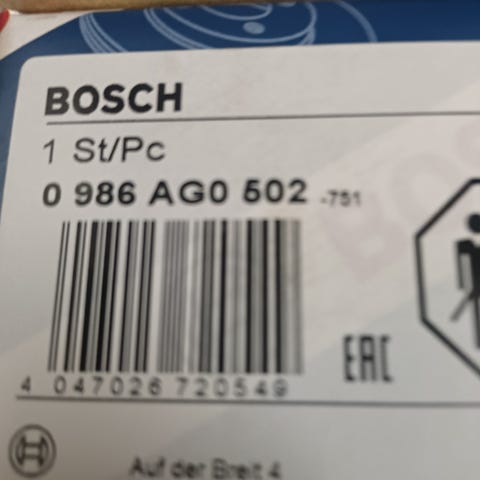 BOSCH
1 St/Pc
0 986 AG0 502 -751
EAC
4 047026 720549
Auf der Breit 4